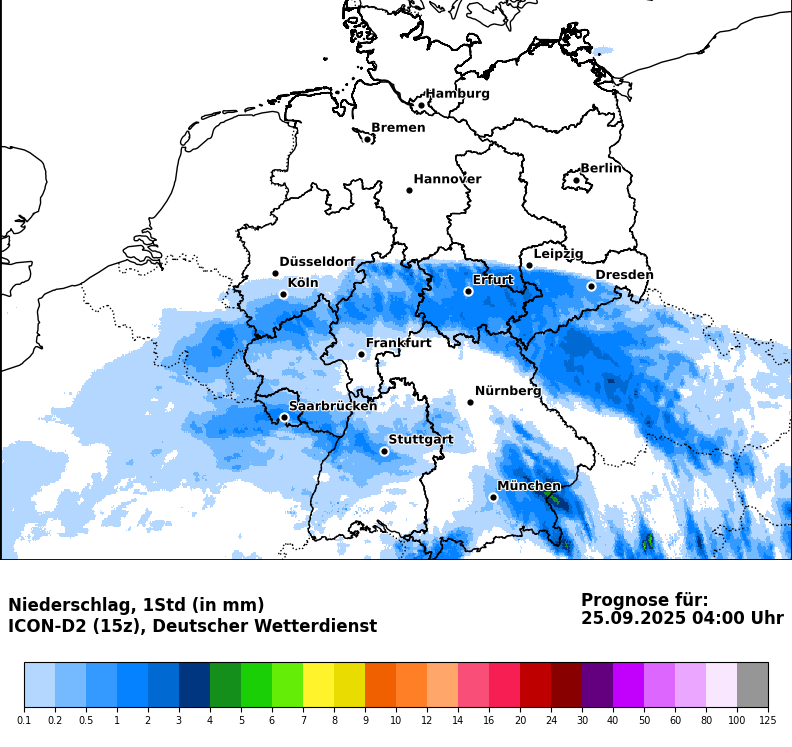 Hamburg
Bremen
Berlin
Hannover
Leipzig
Düsseldorf
Dresden
Köln
Erfurt
Frankfurt
Nürnberg
Saarbrücken
Stuttgart
München
Niederschlag, 1Std (in mm)
ICON-D2 (15z), Deutscher Wetterdienst
Prognose für:
25.09.2025 04:00 Uhr
0.1 0.2 0.5 1 2 3 4 5 6 7 8 9 10 12 14 16 20 24 30 40 50 60 80 100 125